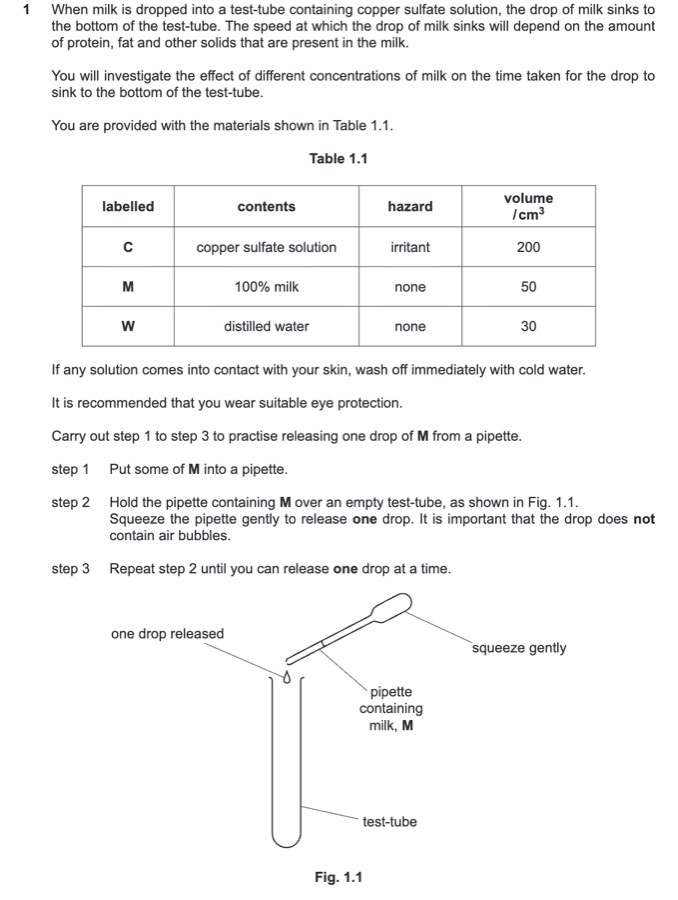 1 When milk is dropped into a test-tube containing copper sulfate solution, the drop of milk sinks to
the bottom of the test-tube. The speed at which the drop of milk sinks will depend on the amount
of protein, fat and other solids that are present in the milk.
You will investigate the effect of different concentrations of milk on the time taken for the drop to
sink to the bottom of the test-tube.
You are provided with the materials shown in Table 1.1.
Table 1.1
labelled contents hazard volume
/cm³
C copper sulfate solution irritant 200
M 100% milk none 50
W distilled water none 30
If any solution comes into contact with your skin, wash off immediately with cold water.
It is recommended that you wear suitable eye protection.
Carry out step 1 to step 3 to practise releasing one drop of M from a pipette.
step 1 Put some of M into a pipette.
step 2 Hold the pipette containing M over an empty test-tube, as shown in Fig. 1.1.
Squeeze the pipette gently to release one drop. It is important that the drop does not
contain air bubbles.
step 3 Repeat step 2 until you can release one drop at a time.
one drop released
squeeze gently
pipette
containing
milk, M
test-tube
Fig. 1.1